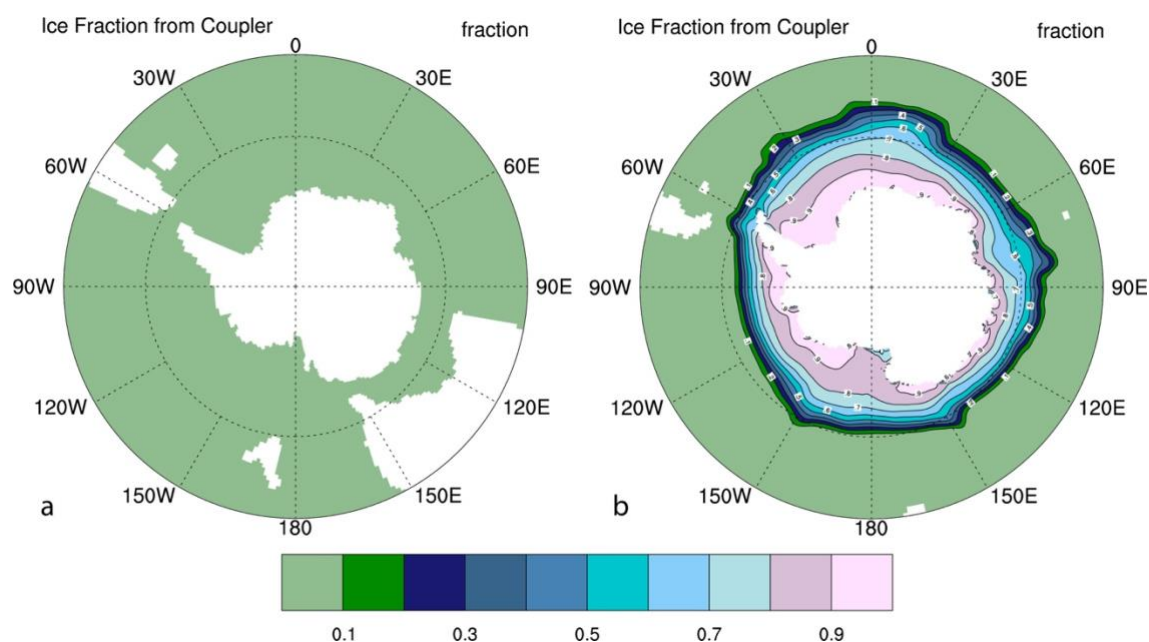 Ice Fraction from Coupler fraction
0
30W 30E
60W 60E
90W 90E
120W 120E
150W 150E
180
a
Ice Fraction from Coupler fraction
0
30W 30E
60W 60E
90W 90E
120W 120E
150W 150E
180
b
0.1 0.3 0.5 0.7 0.9